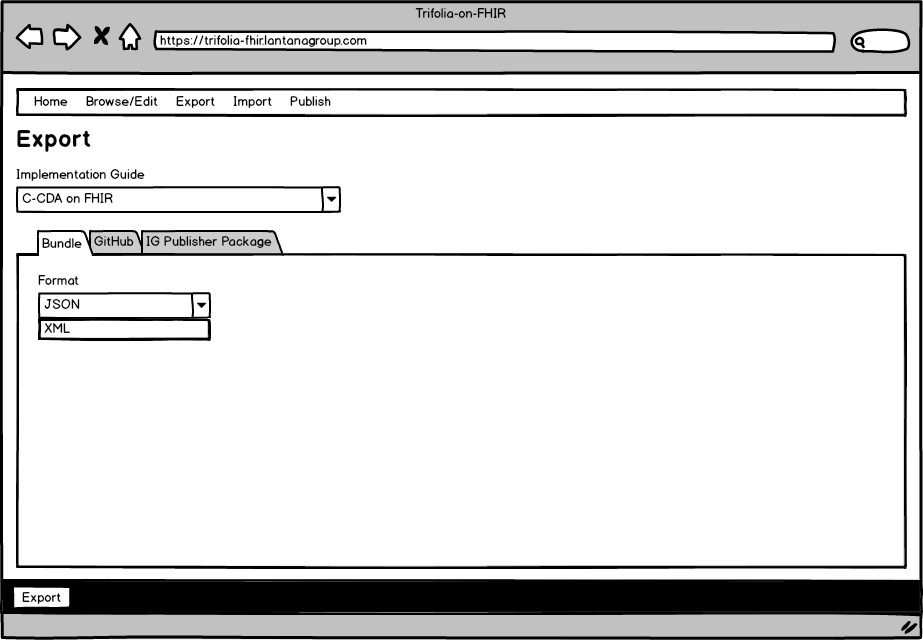 Trifolia-on-FHIR
https://trifolia-fhir.lantanagroup.com
Home Browse/Edit Export Import Publish
Export
Implementation Guide
C-CDA on FHIR
Bundle GitHub IG Publisher Package
Format
JSON
XML
Export